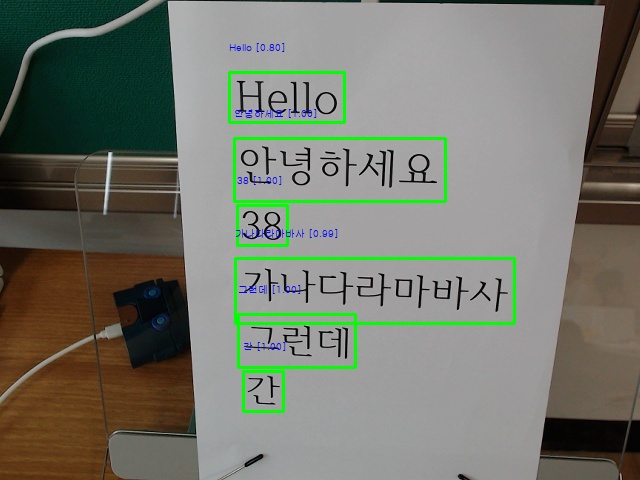 Hello [0.80]
Hello
안녕하세요 [1.00]
안녕하세요
38 [1.00]
38
가나다라마바사 [0.99]
가나다라마바사
그런데 [1.00]
그런데
간 [1.00]
간